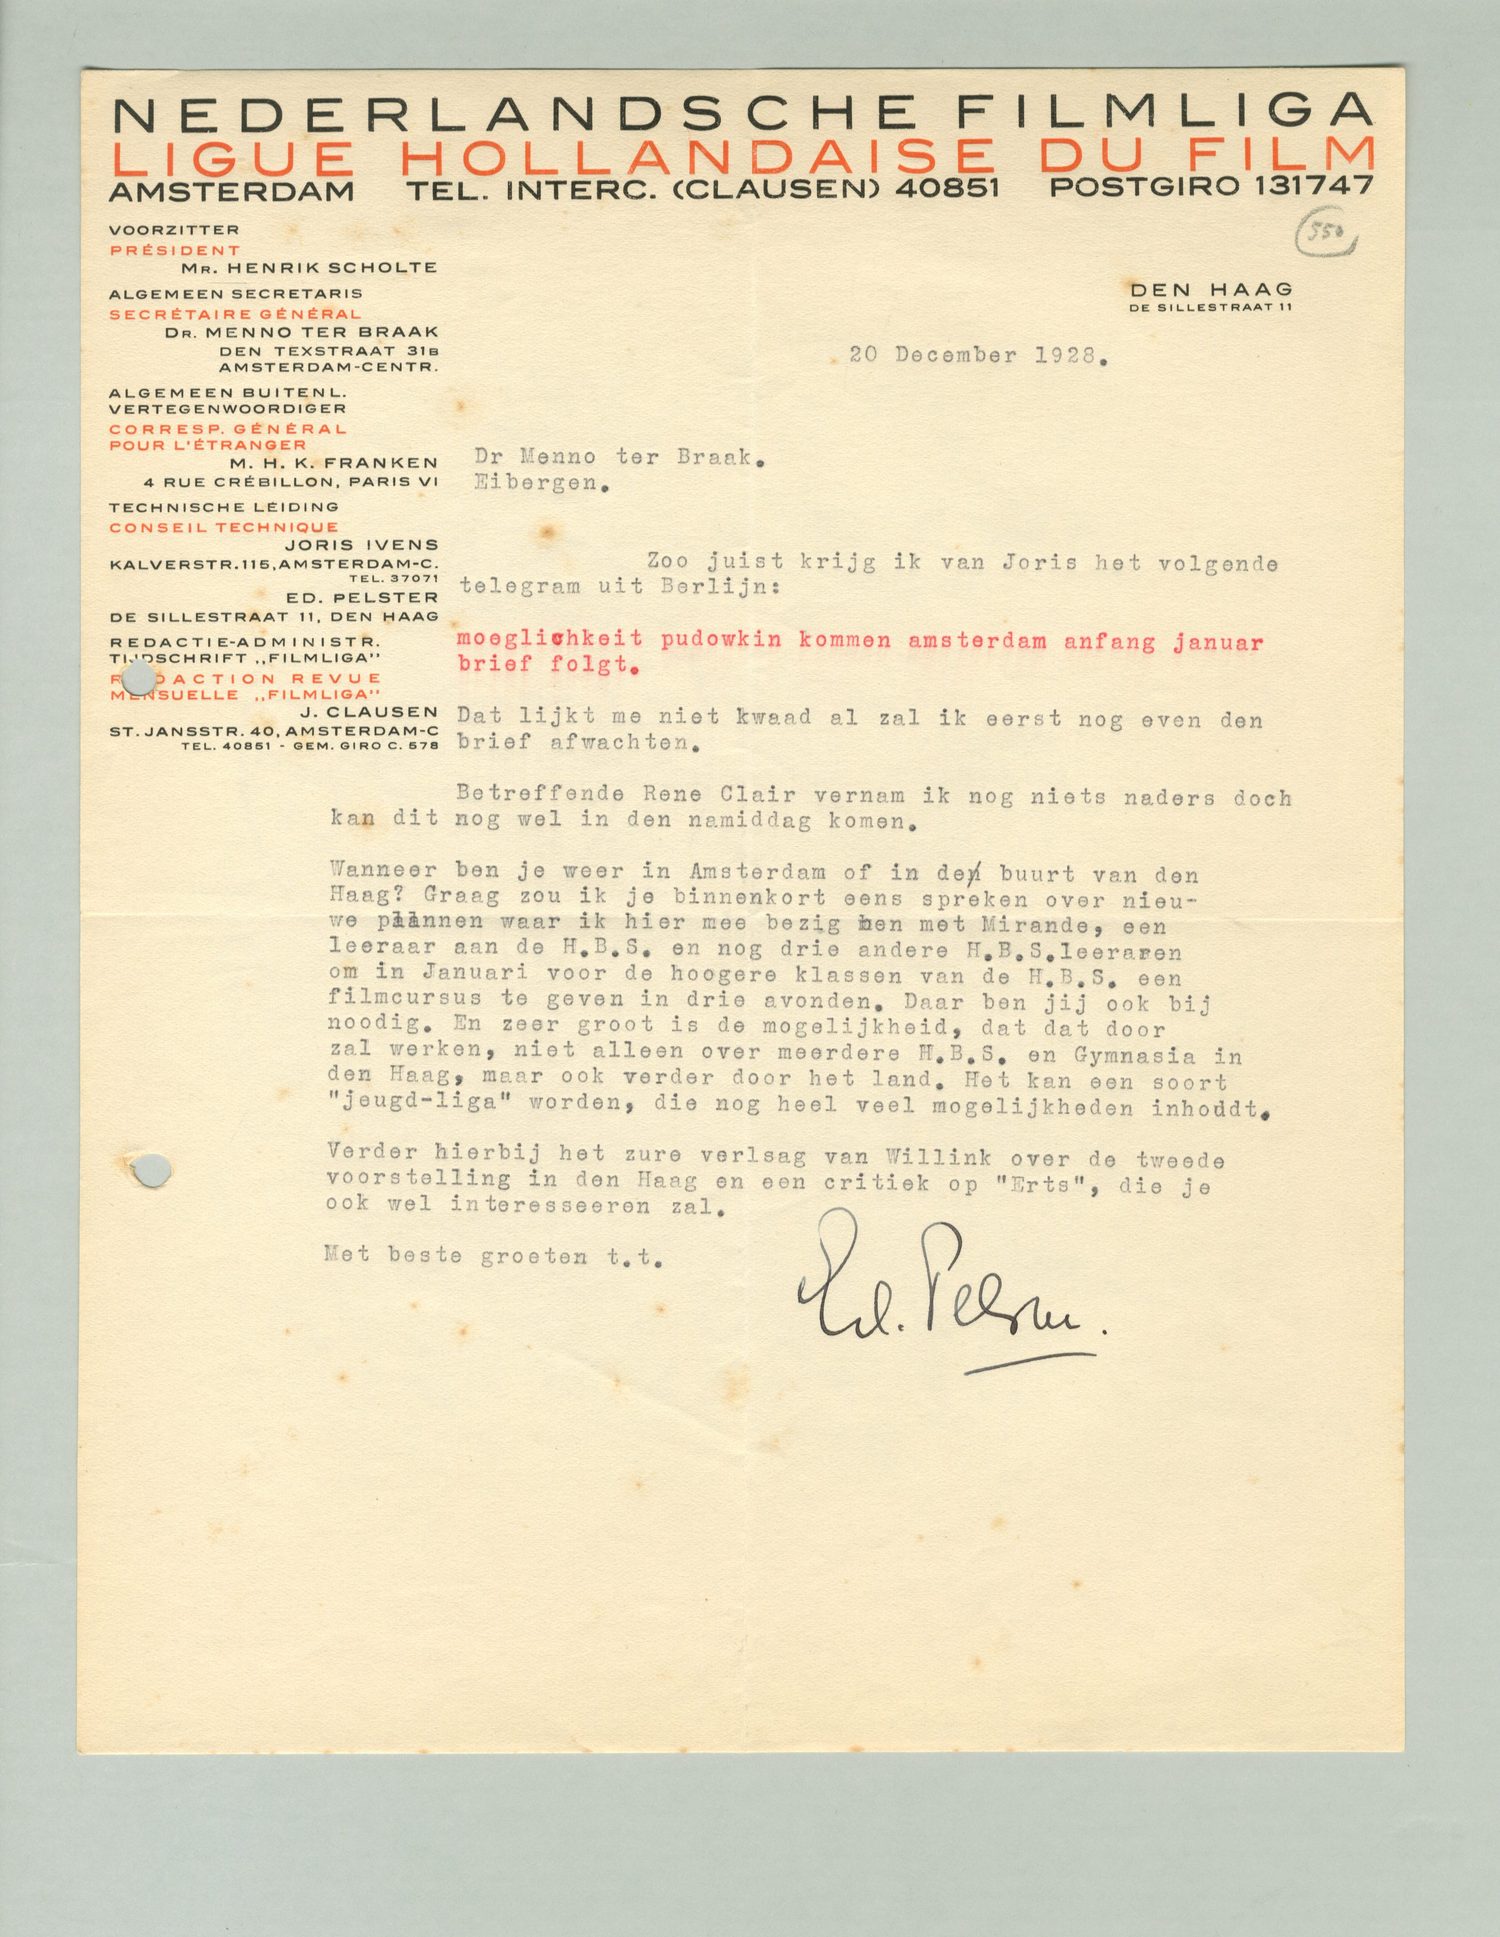 NEDERLANDSCHE FILMLIGA
LIGUE HOLLANDAISE DU FILM
AMSTERDAM TEL. INTERC. (CLAUSEN) 40851 POSTGIRO 131747
550
VOORZITTER
PRÉSIDENT
MR. HENRIK SCHOLTE
ALGEMEEN SECRETARIS
SECRÉTAIRE GÉNÉRAL
DR. MENNO TER BRAAK
DEN TEXSTRAAT 31B
AMSTERDAM-CENTR.
ALGEMEEN BUITENL.
VERTEGENWOORDIGER
CORRESP. GÉNÉRAL
POUR L'ÉTRANGER
M. H. K. FRANKEN
4 RUE CRÉBILLON, PARIS VI
TECHNISCHE LEIDING
CONSEIL TECHNIQUE
JORIS IVENS
KALVERSTR.115,AMSTERDAM-C.
TEL. 37071
ED. PELSTER
DE SILLESTRAAT 11, DEN HAAG
REDACTIE-ADMINISTR.
TIJDSCHRIFT „FILMLIGA”
REDACTION REVUE
MENSUELLE „FILMLIGA”
J. CLAUSEN
ST. JANSSTR. 40, AMSTERDAM-C
TEL. 40851 - GEM. GIRO C. 578
DEN HAAG
DE SILLESTRAAT 11
20 December 1928.
Dr Menno ter Braak.
Eibergen.
Zoo juist krijg ik van Joris het volgende
telegram uit Berlijn:
moeglichkeit pudowkin kommen amsterdam anfang januar
brief folgt.
Dat lijkt me niet kwaad al zal ik eerst nog even den
brief afwachten.
Betreffende Rene Clair vernam ik nog niets naders doch
kan dit nog wel in den namiddag komen.
Wanneer ben je weer in Amsterdam of in de buurt van den
Haag? Graag zou ik je binnenkort eens spreken over nieu-
we plannen waar ik hier mee bezig ben met Mirande, een
leeraar aan de H.B.S. en nog drie andere H.B.S.leeraren
om in Januari voor de hoogere klassen van de H.B.S. een
filmcursus te geven in drie avonden. Daar ben jij ook bij
noodig. En zeer groot is de mogelijkheid, dat dat door
zal werken, niet alleen over meerdere H.B.S. en Gymnasia in
den Haag, maar ook verder door het land. Het kan een soort
"jeugd-liga" worden, die nog heel veel mogelijkheden inhoudt.
Verder hierbij het zure verlsag van Willink over de tweede
voorstelling in den Haag en een critiek op "Erts", die je
ook wel interesseeren zal.
Met beste groeten t.t.
Ed. Pelster.